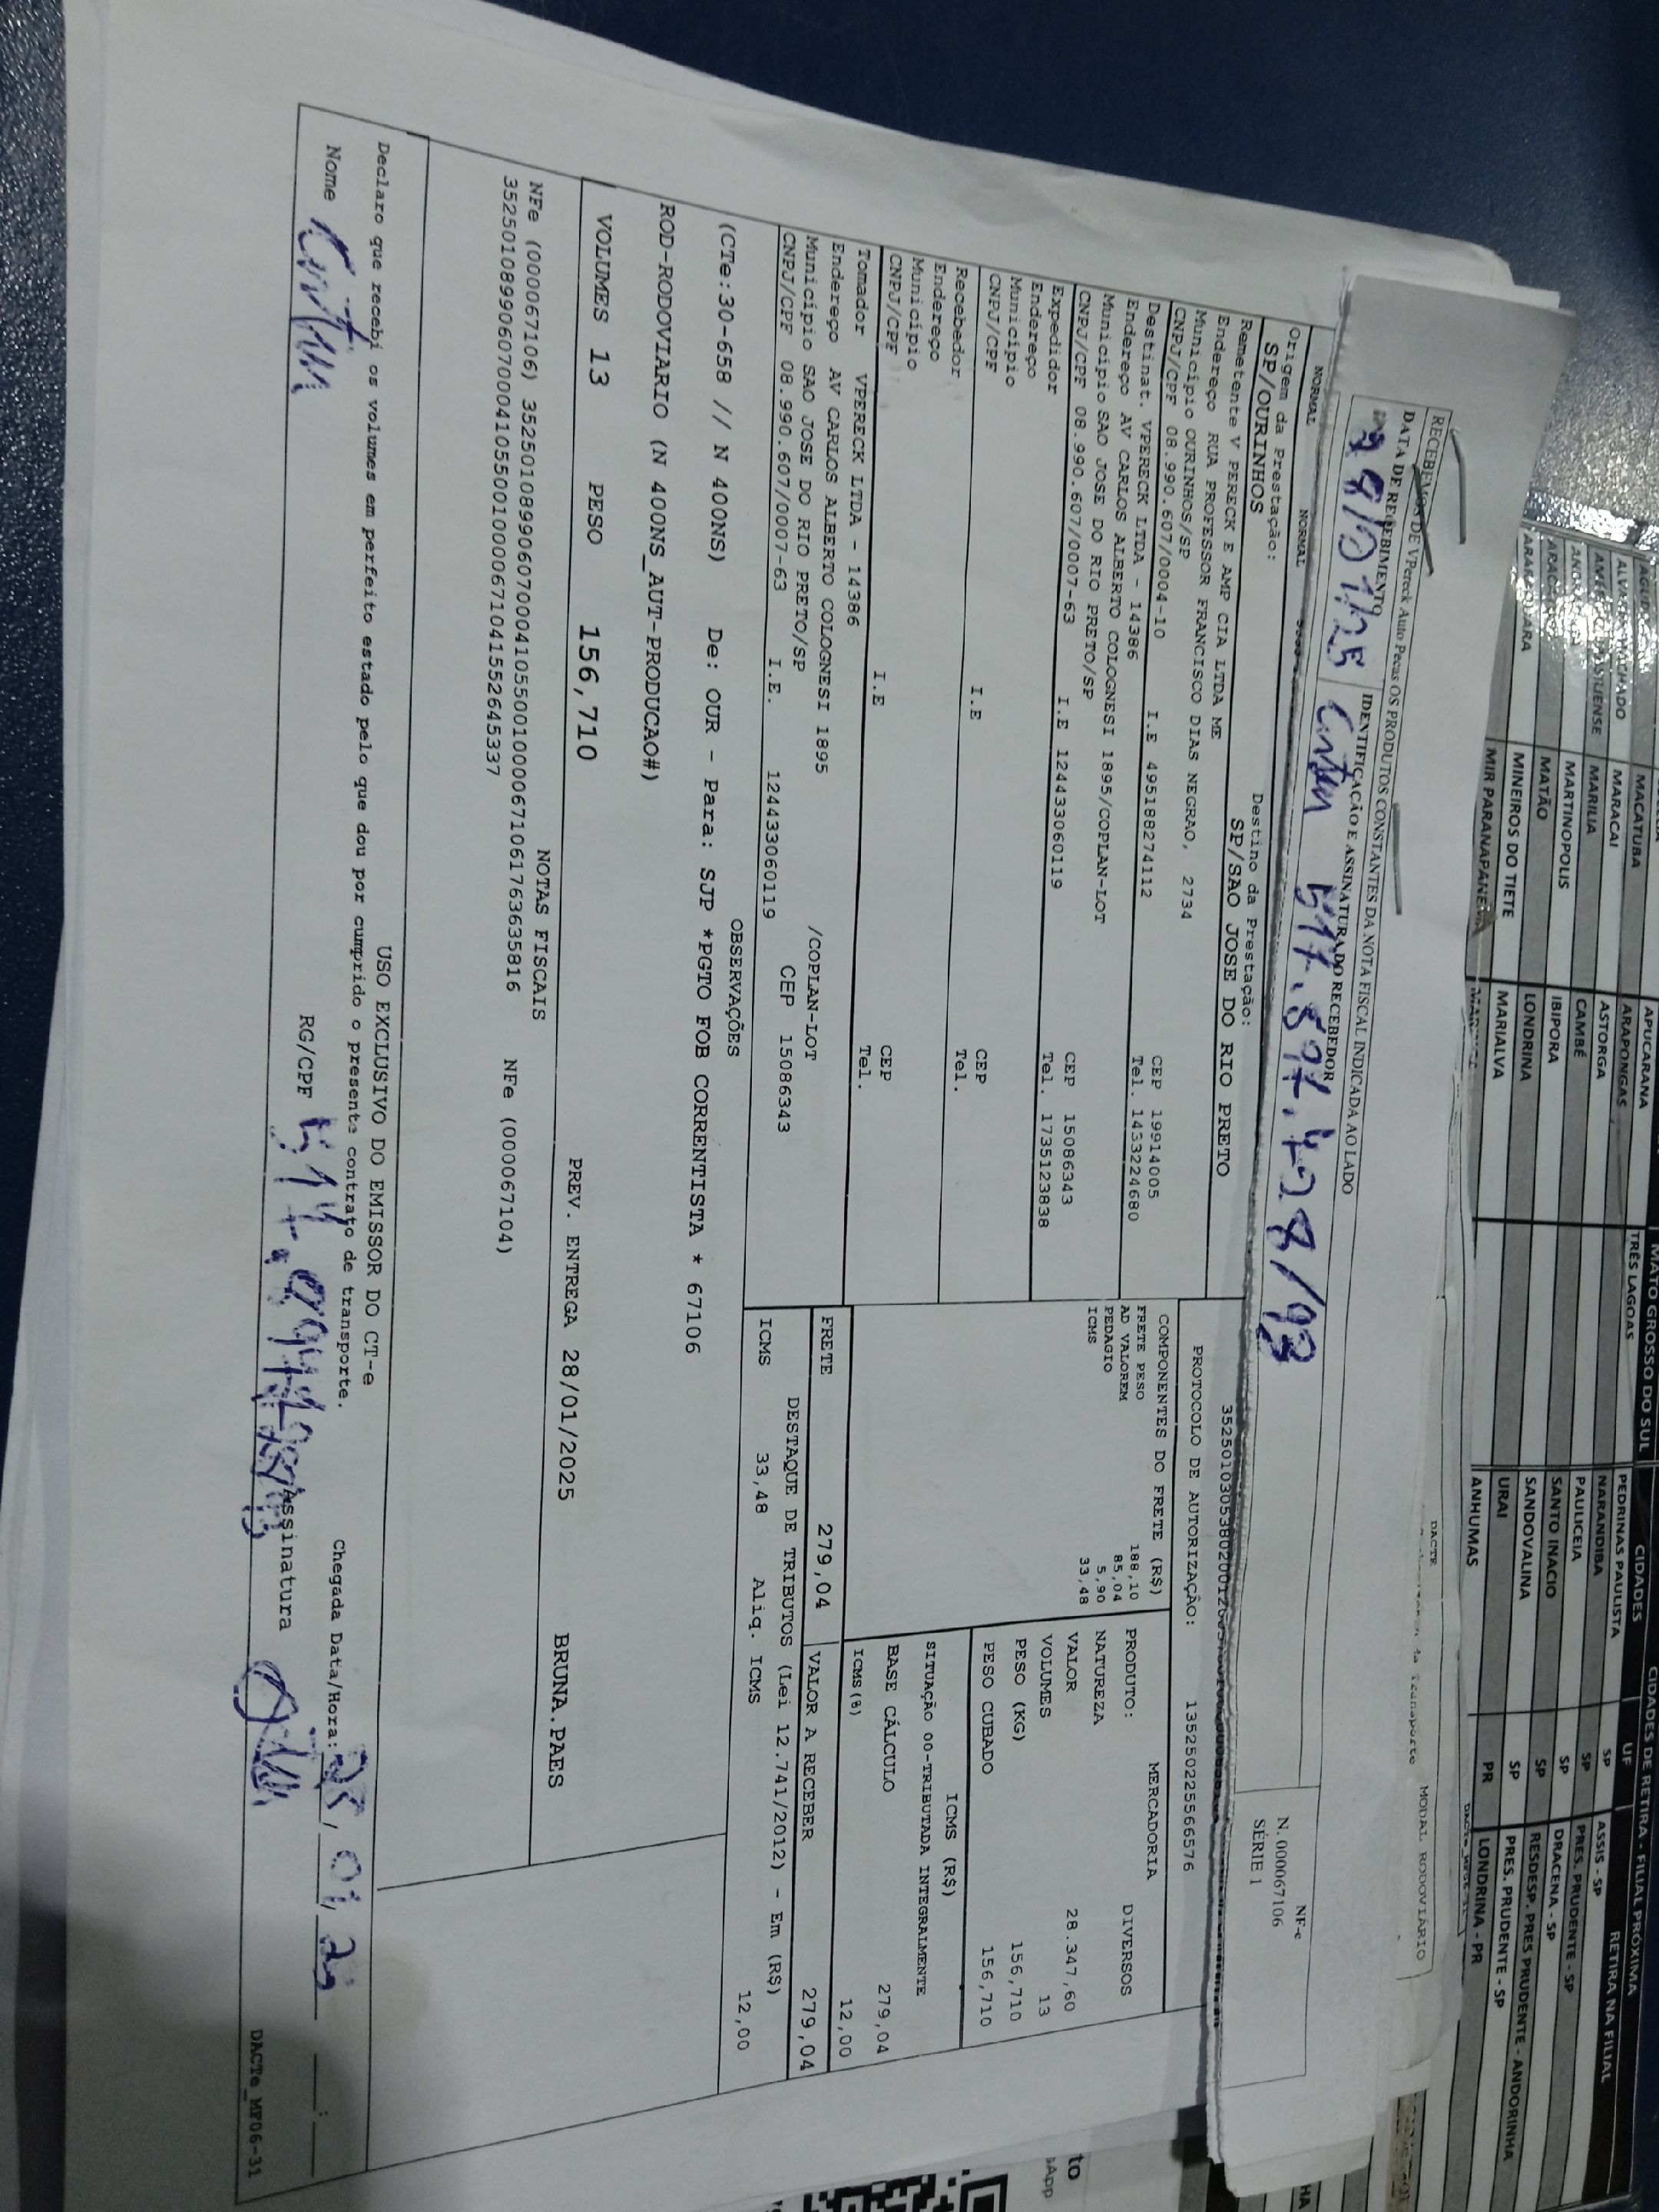 MATO GROSSO DO SUL
CIDADES
CIDADES DE RETIRA - FILIAL PRÓXIMA
UF
RETIRA NA FILIAL
MACATUBA
APUCARANA
TRÊS LAGOAS
PEDRINAS PAULISTA
SP
ASSIS - SP
MARACAI
ARAPONGAS
NARANDIBA
SP
PRES. PRUDENTE - SP
MARILIA
ASTORGA
PAULICEIA
SP
DRACENA - SP
MARTINOPOLIS
CAMBÉ
SANTO INACIO
SP
RESDESP. PRES PRUDENTE - ANDORINHA
MATÃO
IBIPORA
SANDOVALINA
SP
PRES. PRUDENTE - SP
MINEIROS DO TIETE
LONDRINA
URAI
PR
LONDRINA - PR
MIR PARANAPANEMA
MARIALVA
ANHUMAS
DACTE
MODAL RODOVIÁRIO
RECEBEMOS DE VPereck Auto Pecas OS PRODUTOS CONSTANTES DA NOTA FISCAL INDICADA AO LADO
DATA DE RECEBIMENTO
IDENTIFICAÇÃO E ASSINATURA DO RECEBEDOR
28/01/25
NF-e
N. 000067106
SÉRIE 1
NORMAL NORMAL
Origem da Prestação:
Destino da Prestação:
SP/OURINHOS
SP/SAO JOSE DO RIO PRETO
PROTOCOLO DE AUTORIZAÇÃO: 135250225566576
Remetente V PERECK E AMP CIA LTDA ME
Endereço RUA PROFESSOR FRANCISCO DIAS NEGRAO, 2734
CEP 19914005
Município OURINHOS/SP
Tel. 1433224680
CNPJ/CPF 08.990.607/0004-10 I.E 495188274112
Destinat. VPERECK LTDA - 14386
Endereço AV CARLOS ALBERTO COLOGNESI 1895/COPLAN-LOT
CEP 15086343
Município SAO JOSE DO RIO PRETO/SP
Tel. 1735123838
CNPJ/CPF 08.990.607/0007-63 I.E 124433060119
Expedidor
Endereço
CEP
Município
Tel.
CNPJ/CPF
I.E
Recebedor
Endereço
CEP
Município
Tel.
CNPJ/CPF
I.E
Tomador VPERECK LTDA - 14386
Endereço AV CARLOS ALBERTO COLOGNESI 1895 /COPLAN-LOT
Município SAO JOSE DO RIO PRETO/SP
CNPJ/CPF 08.990.607/0007-63 I.E. 124433060119 CEP 15086343
COMPONENTES DO FRETE (R$)
FRETE PESO 188,10
AD VALOREM 85,04
PEDAGIO 5,90
ICMS 33,48
MERCADORIA
PRODUTO: DIVERSOS
NATUREZA
VALOR 28.347,60
VOLUMES 13
PESO (KG) 156,710
PESO CUBADO 156,710
ICMS (R$)
SITUAÇÃO 00-TRIBUTADA INTEGRALMENTE
BASE CÁLCULO 279,04
ICMS(%) 12,00
FRETE 279,04
VALOR A RECEBER 279,04
DESTAQUE DE TRIBUTOS (Lei 12.741/2012) - Em (R$)
ICMS 33,48 Aliq. ICMS 12,00
OBSERVAÇÕES
(CTe:30-658 // N 400NS) De: OUR - Para: SJP *PGTO FOB CORRENTISTA * 67106
ROD-RODOVIARIO (N 400NS_AUT-PRODUCAO#)
VOLUMES 13 PESO 156,710 PREV. ENTREGA 28/01/2025 BRUNA.PAES
NOTAS FISCAIS
NFe (000067106) 35250108990607000410550010000671061763635816 NFe (000067104)
35250108990607000410550010000671041552645337
USO EXCLUSIVO DO EMISSOR DO CT-e
Declaro que recebi os volumes em perfeito estado pelo que dou por cumprido o presente contrato de transporte.
Chegada Data/Hora:
Nome
RG/CPF
Assinatura
DACTe_MF06-31